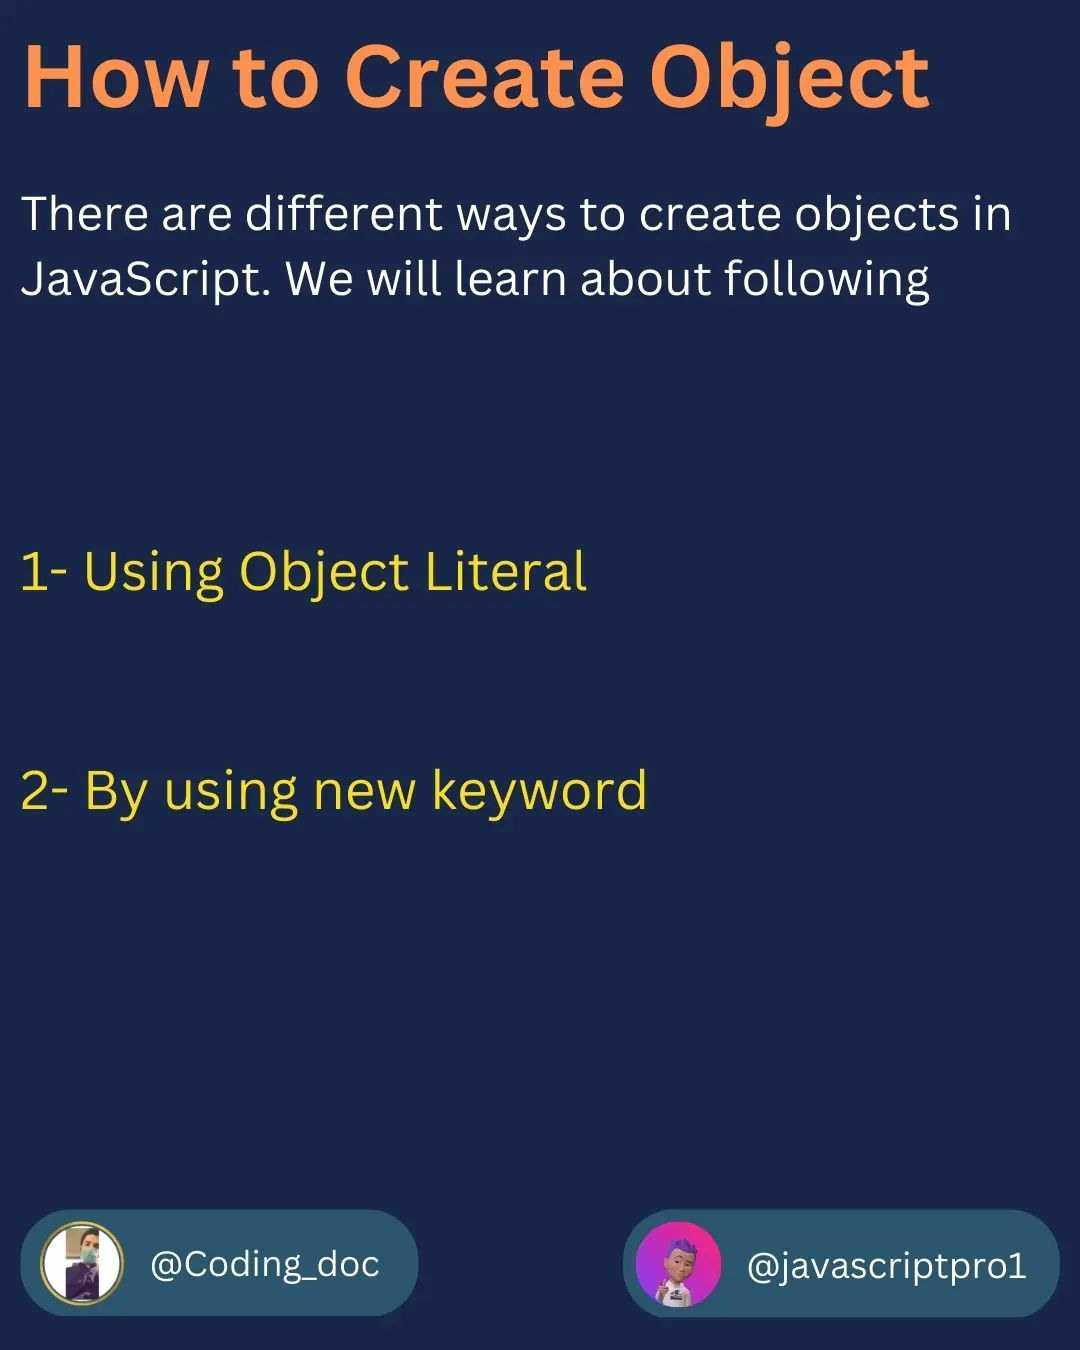 How to Create Object
There are different ways to create objects in
JavaScript. We will learn about following
1- Using Object Literal
2- By using new keyword
@Coding_doc
@javascriptpro1